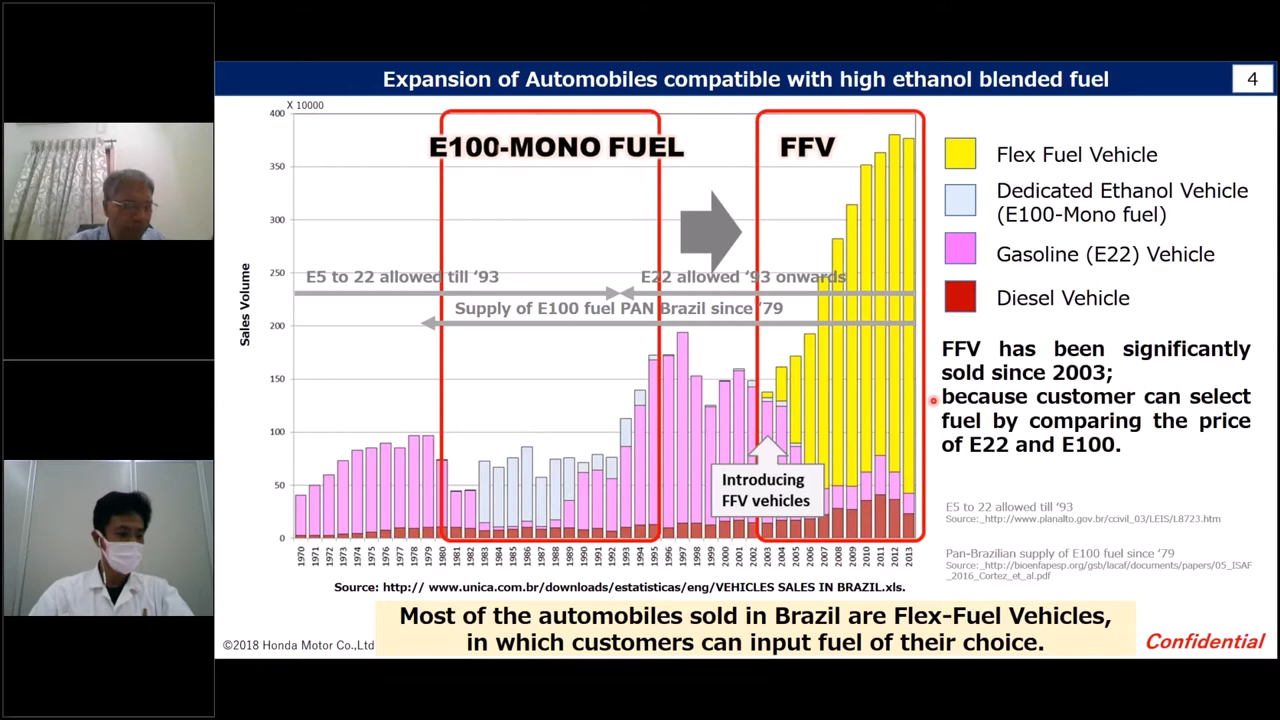 Expansion of Automobiles compatible with high ethanol blended fuel
4
X 10000
400
350
300
250
200
150
100
50
0
Sales Volume
E100-MONO FUEL
FFV
E5 to 22 allowed till ‘93
E22 allowed ‘93 onwards
Supply of E100 fuel PAN Brazil since ‘79
Introducing
FFV vehicles
1970 1971 1972 1973 1974 1975 1976 1977 1978 1979 1980 1981 1982 1983 1984 1985 1986 1987 1988 1989 1990 1991 1992 1993 1994 1995 1996 1997 1998 1999 2000 2001 2002 2003 2004 2005 2006 2007 2008 2009 2010 2011 2012 2013
Flex Fuel Vehicle
Dedicated Ethanol Vehicle
(E100-Mono fuel)
Gasoline (E22) Vehicle
Diesel Vehicle
FFV has been significantly
sold since 2003;
because customer can select
fuel by comparing the price
of E22 and E100.
E5 to 22 allowed till ‘93
Source: _http://www.planalto.gov.br/ccivil_03/LEIS/L8723.htm
Pan-Brazilian supply of E100 fuel since ‘79
Source:_http://bioenfapesp.org/gsb/lacaf/documents/papers/05_ISAF
_2016_Cortez_et_al.pdf
Source: http:// www.unica.com.br/downloads/estatisticas/eng/VEHICLES SALES IN BRAZIL.xls.
Most of the automobiles sold in Brazil are Flex-Fuel Vehicles,
in which customers can input fuel of their choice.
©2018 Honda Motor Co.,Ltd
Confidential